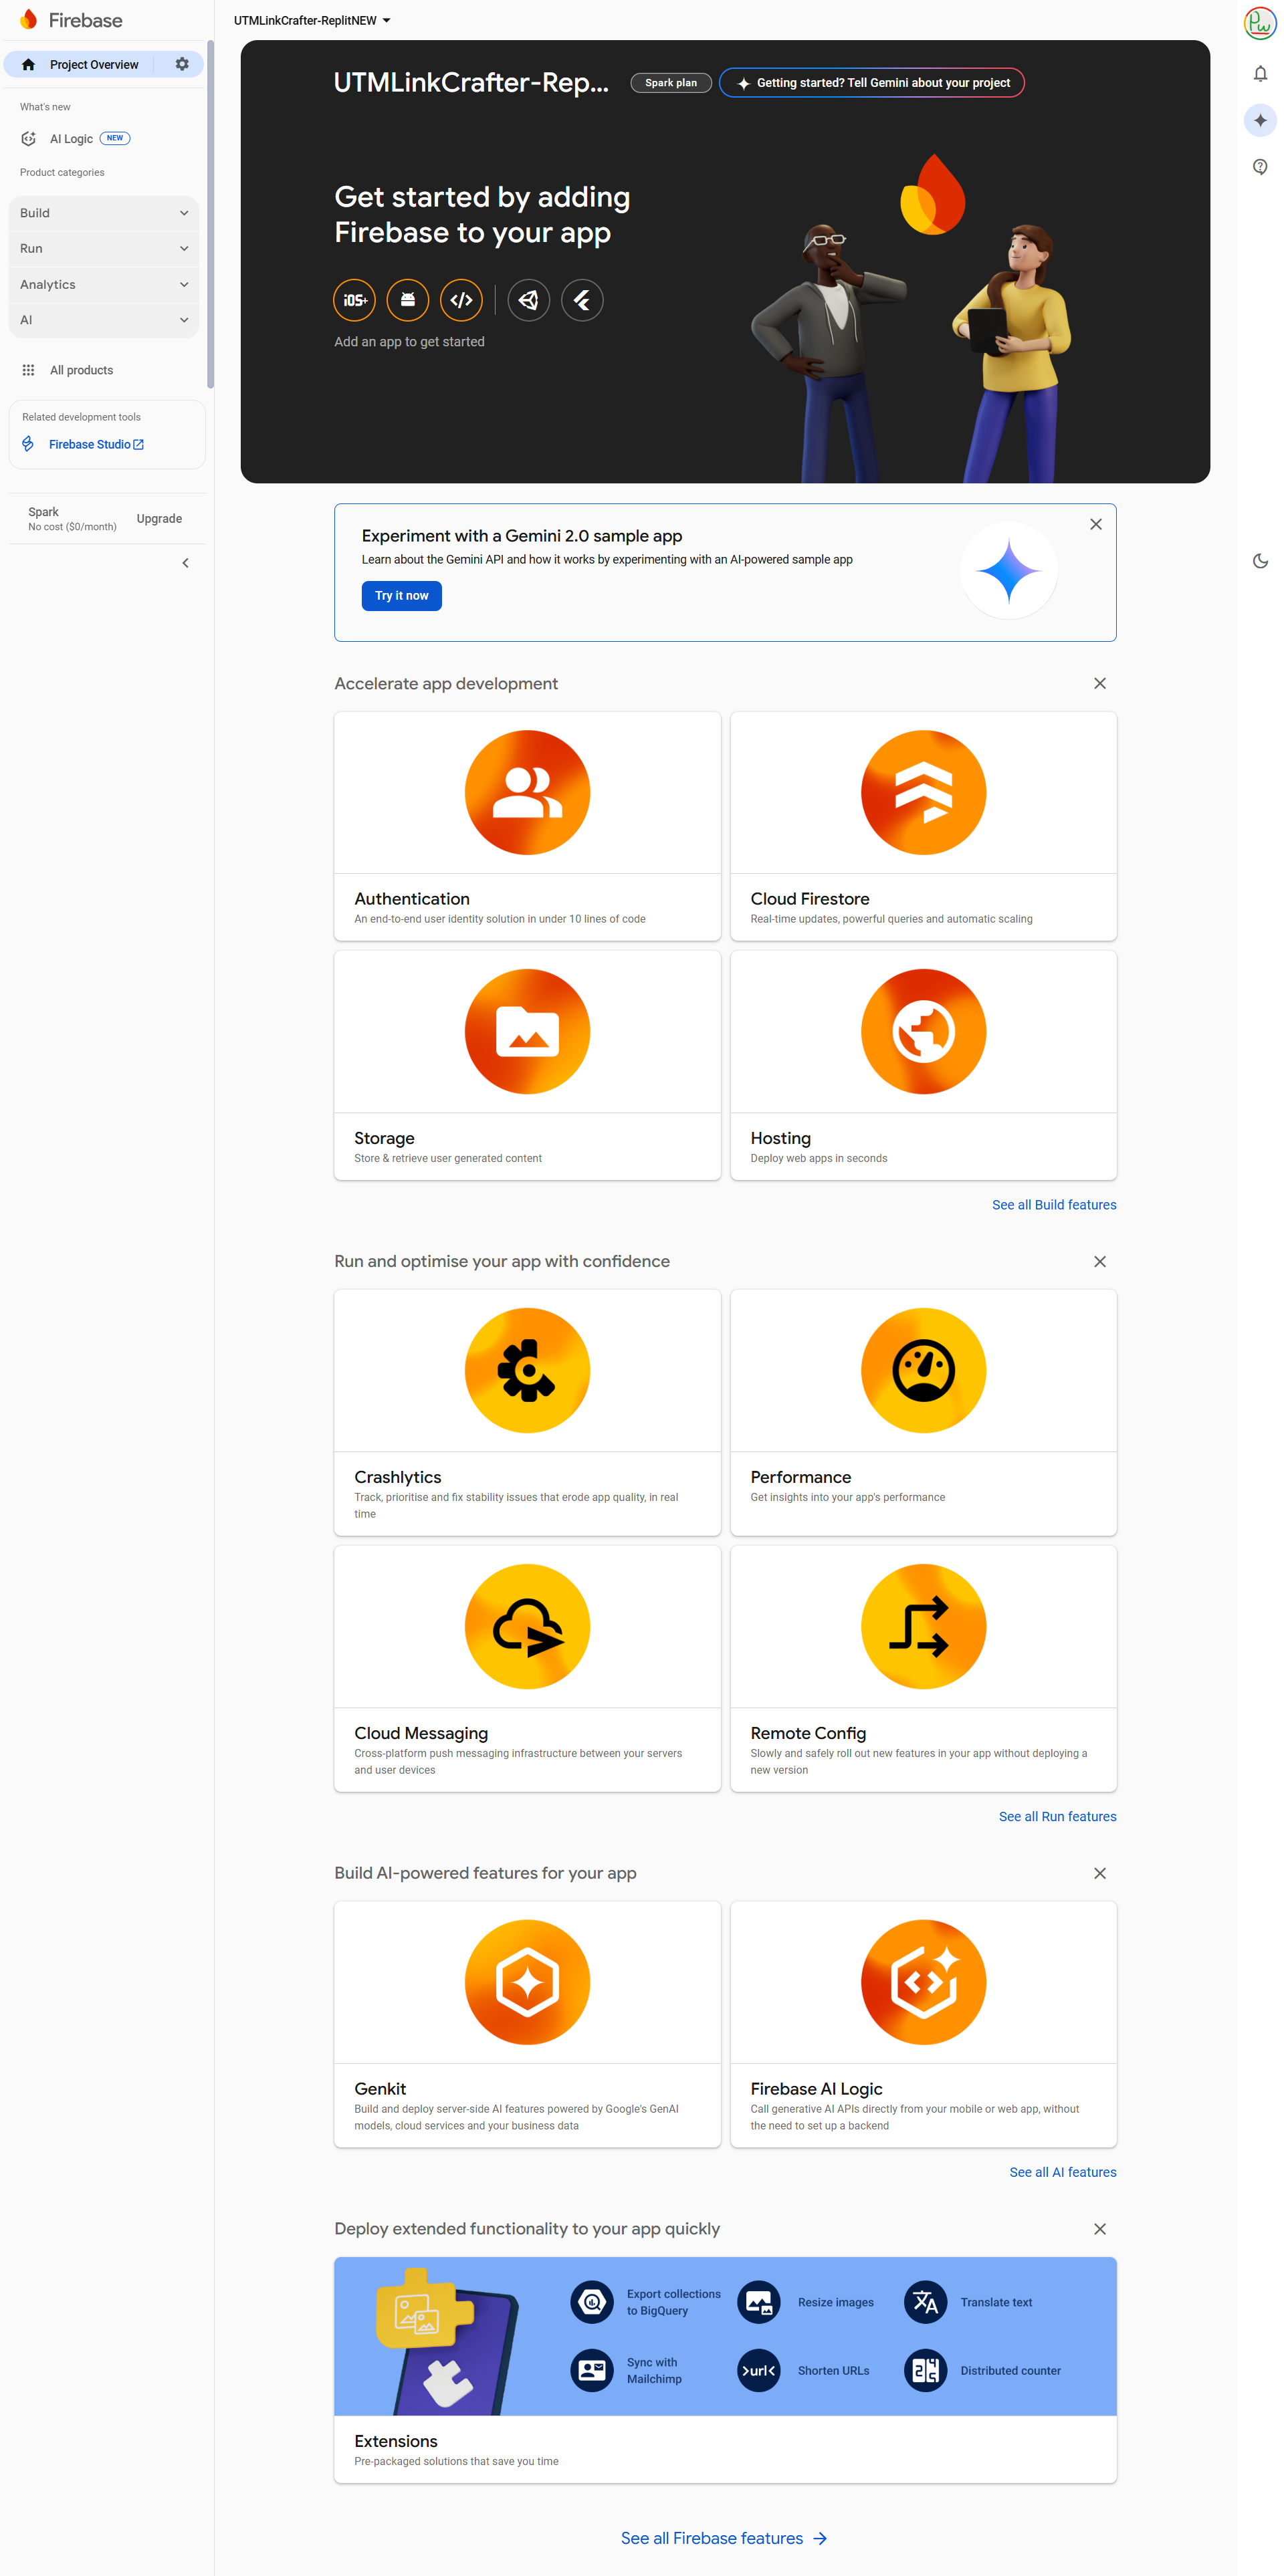 Firebase
UTMLinkCrafter-ReplitNEW
Project Overview
What's new
AI Logic
NEW
Product categories
Build
Run
Analytics
AI
All products
Related development tools
Firebase Studio
Spark
No cost ($0/month)
Upgrade
UTMLinkCrafter-Rep...
Spark plan
Getting started? Tell Gemini about your project
Get started by adding
Firebase to your app
iOS+
Add an app to get started
Experiment with a Gemini 2.0 sample app
Learn about the Gemini API and how it works by experimenting with an AI-powered sample app
Try it now
Accelerate app development
Authentication
An end-to-end user identity solution in under 10 lines of code
Cloud Firestore
Real-time updates, powerful queries and automatic scaling
Storage
Store & retrieve user generated content
Hosting
Deploy web apps in seconds
See all Build features
Run and optimise your app with confidence
Crashlytics
Track, prioritise and fix stability issues that erode app quality, in real
time
Performance
Get insights into your app's performance
Cloud Messaging
Cross-platform push messaging infrastructure between your servers
and user devices
Remote Config
Slowly and safely roll out new features in your app without deploying a
new version
See all Run features
Build AI-powered features for your app
Genkit
Build and deploy server-side AI features powered by Google's GenAI
models, cloud services and your business data
Firebase AI Logic
Call generative AI APIs directly from your mobile or web app, without
the need to set up a backend
See all AI features
Deploy extended functionality to your app quickly
Export collections
to BigQuery
Resize images
Translate text
Sync with
Mailchimp
>url<
Shorten URLs
Distributed counter
Extensions
Pre-packaged solutions that save you time
See all Firebase features
Pw